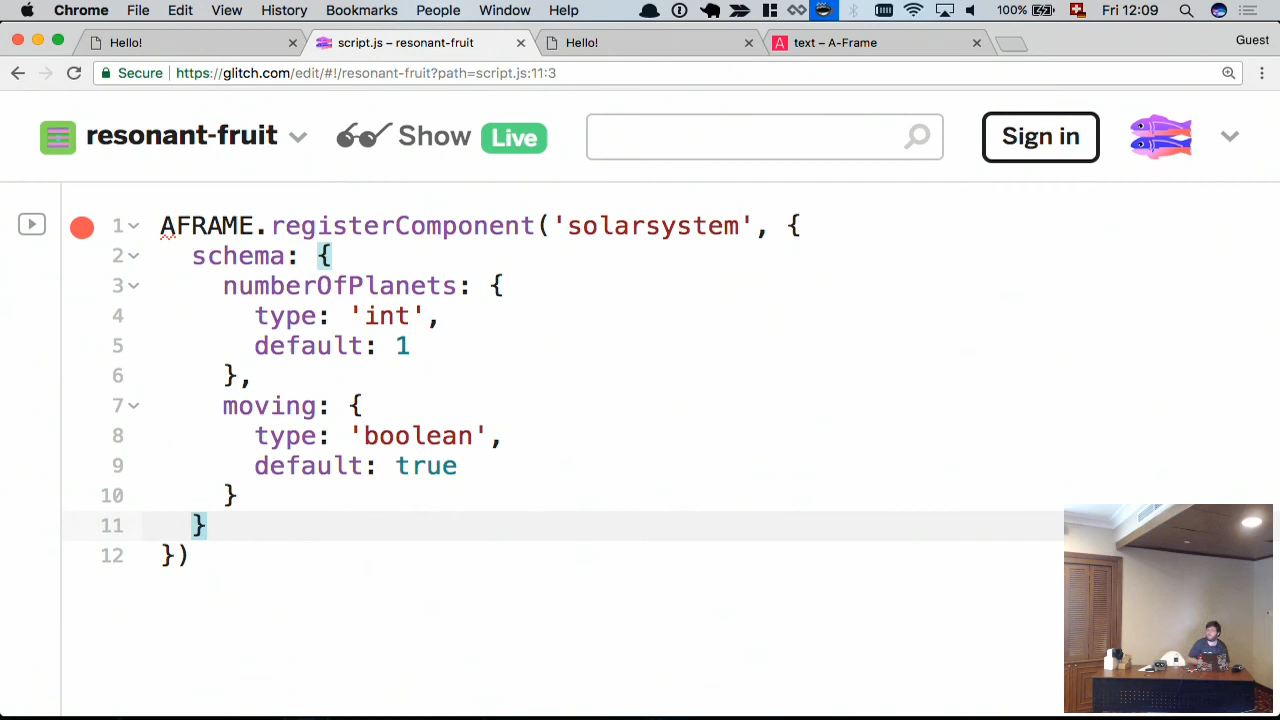 Chrome File Edit View History Bookmarks People Window Help 100% Fri 12:09
Hello! script.js – resonant-fruit Hello! text – A-Frame Guest
Secure https://glitch.com/edit/#!/resonant-fruit?path=script.js:11:3
resonant-fruit Show Live Sign in
1 AFRAME.registerComponent('solarsystem', {
2 schema: {
3 numberOfPlanets: {
4 type: 'int',
5 default: 1
6 },
7 moving: {
8 type: 'boolean',
9 default: true
10 }
11 }
12 })